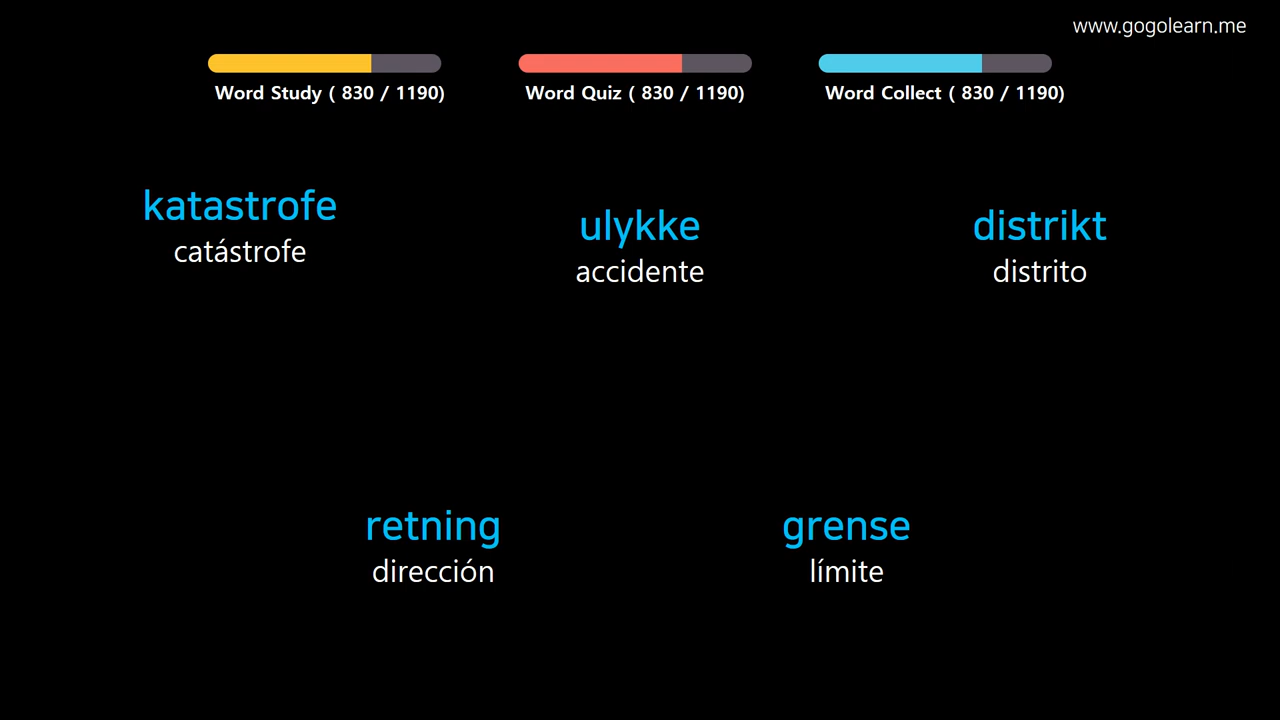 www.gogolearn.me
Word Study ( 830 / 1190)
Word Quiz ( 830 / 1190)
Word Collect ( 830 / 1190)
katastrofe
catástrofe
ulykke
accidente
distrikt
distrito
retning
dirección
grense
límite